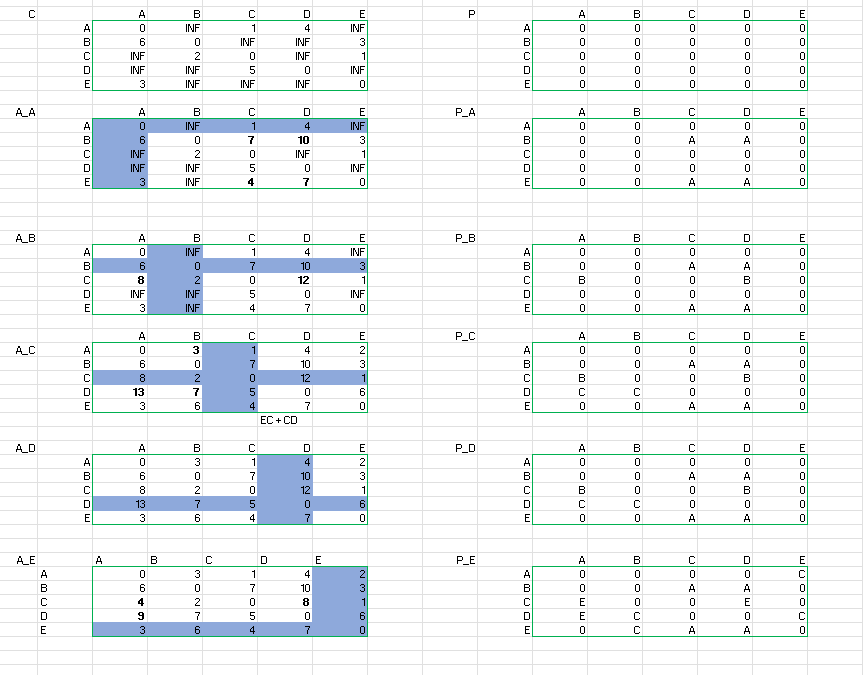 C A B C D E P A B C D E
A 0 INF 1 4 INF A 0 0 0 0 0
B 6 0 INF INF 3 B 0 0 0 0 0
C INF 2 0 INF 1 C 0 0 0 0 0
D INF INF 5 0 INF D 0 0 0 0 0
E 3 INF INF INF 0 E 0 0 0 0 0
A_A A B C D E P_A A B C D E
A 0 INF 1 4 INF A 0 0 0 0 0
B 6 0 7 10 3 B 0 0 A A 0
C INF 2 0 INF 1 C 0 0 0 0 0
D INF INF 5 0 INF D 0 0 0 0 0
E 3 INF 4 7 0 E 0 0 A A 0
A_B A B C D E P_B A B C D E
A 0 INF 1 4 INF A 0 0 0 0 0
B 6 0 7 10 3 B 0 0 A A 0
C 8 2 0 12 1 C B 0 0 B 0
D INF INF 5 0 INF D 0 0 0 0 0
E 3 INF 4 7 0 E 0 0 A A 0
A B C D E P_C A B C D E
A_C A 0 3 1 4 2 A 0 0 0 0 0
B 6 0 7 10 3 B 0 0 A A 0
C 8 2 0 12 1 C B 0 0 B 0
D 13 7 5 0 6 D C C 0 0 0
E 3 6 4 7 0 E 0 0 A A 0
EC + CD
A_D A B C D E P_D A B C D E
A 0 3 1 4 2 A 0 0 0 0 0
B 6 0 7 10 3 B 0 0 A A 0
C 8 2 0 12 1 C B 0 0 B 0
D 13 7 5 0 6 D C C 0 0 0
E 3 6 4 7 0 E 0 0 A A 0
A_E A B C D E P_E A B C D E
A 0 3 1 4 2 A 0 0 0 0 C
B 6 0 7 10 3 B 0 0 A A 0
C 4 2 0 8 1 C E 0 0 E 0
D 9 7 5 0 6 D E C 0 0 C
E 3 6 4 7 0 E 0 C A A 0